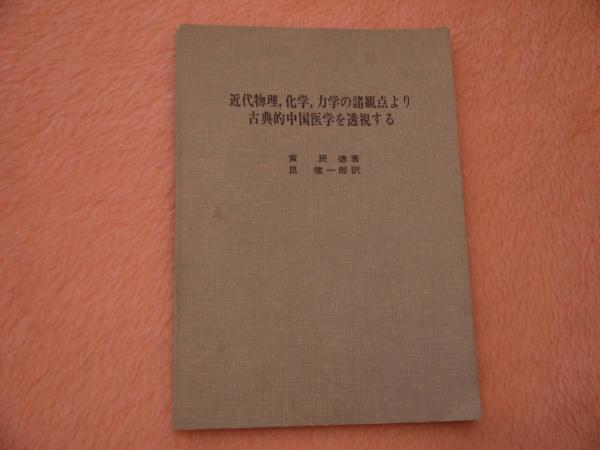 近代物理,化学,力学の諸観点より
古典的中国医学を透視する
黄 民 徳著
昆 健一郎訳